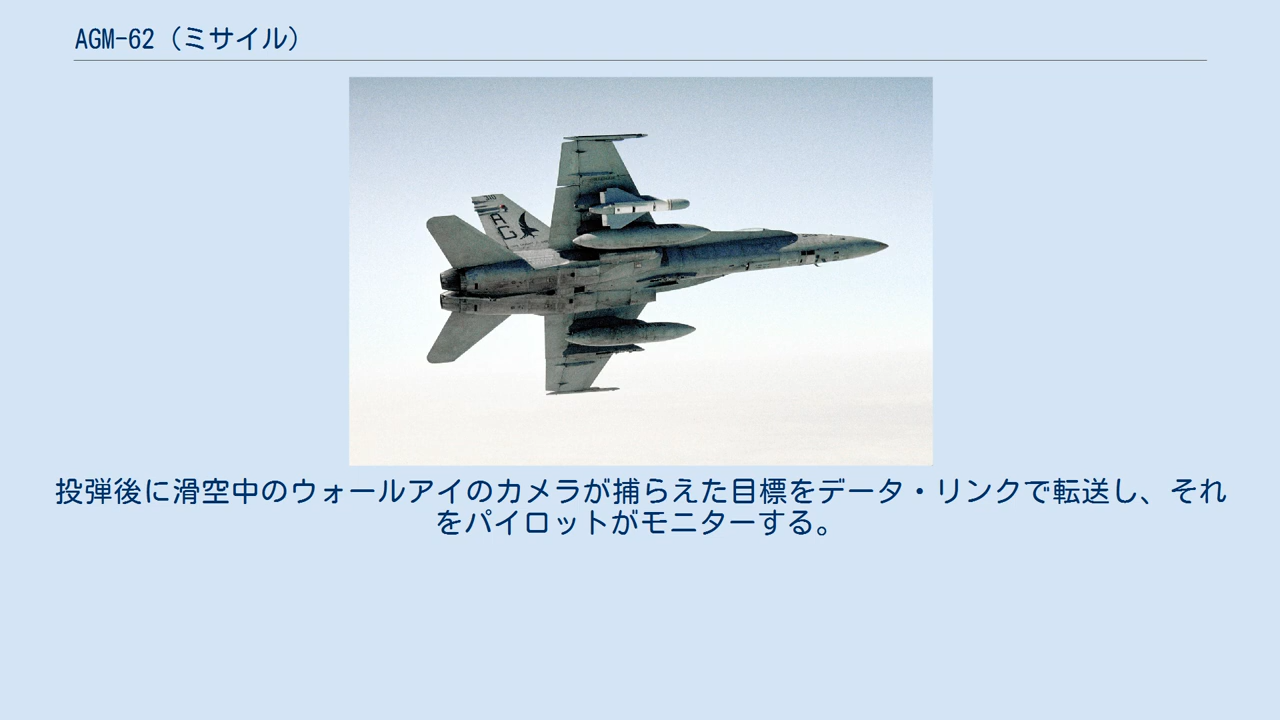 AGM-62（ミサイル）
310
AG
投弾後に滑空中のウォールアイのカメラが捕らえた目標をデータ・リンクで転送し、それ
をパイロットがモニターする。